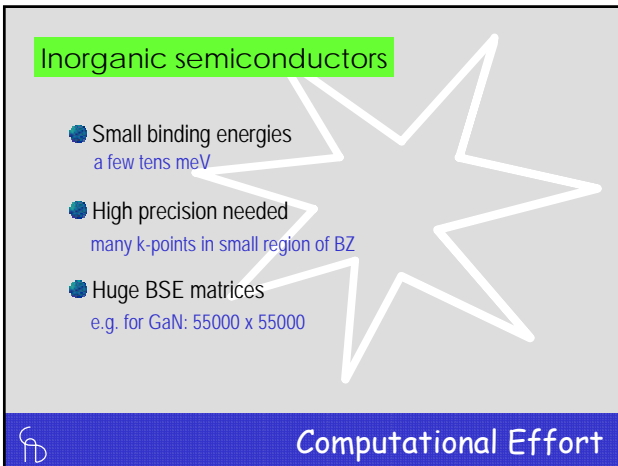 Inorganic semiconductors
Small binding energies
a few tens meV
High precision needed
many k-points in small region of BZ
Huge BSE matrices
e.g. for GaN: 55000 x 55000
Computational Effort